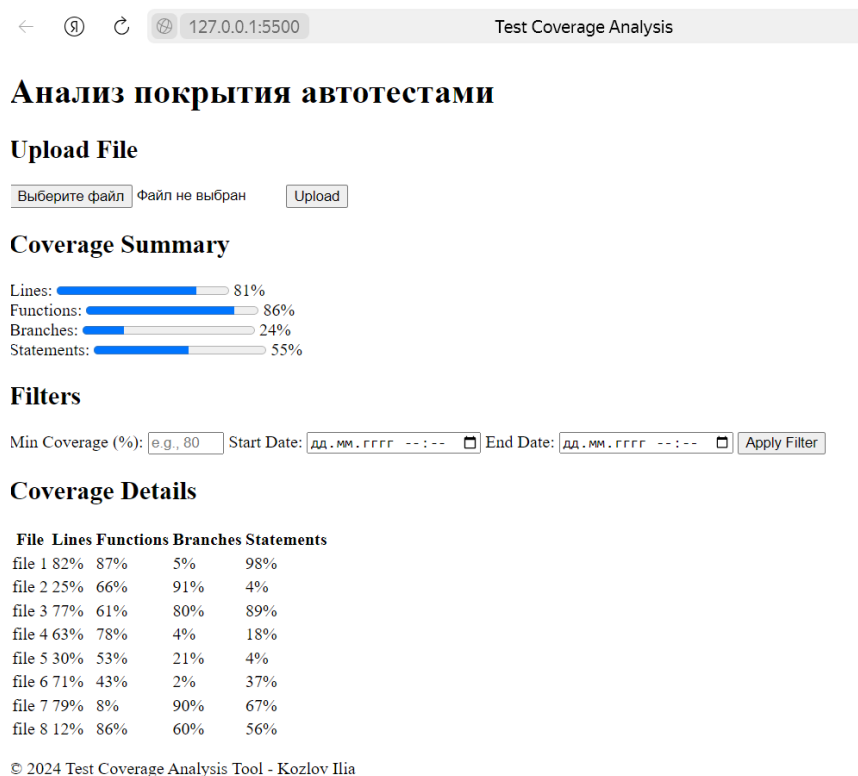 127.0.0.1:5500 Test Coverage Analysis
Анализ покрытия автотестами
Upload File
Выберите файл Файл не выбран Upload
Coverage Summary
Lines: 81%
Functions: 86%
Branches: 24%
Statements: 55%
Filters
Min Coverage (%): e.g., 80 Start Date: дд.мм.гггг --:-- End Date: дд.мм.гггг --:-- Apply Filter
Coverage Details
File Lines Functions Branches Statements
file 1 82% 87% 5% 98%
file 2 25% 66% 91% 4%
file 3 77% 61% 80% 89%
file 4 63% 78% 4% 18%
file 5 30% 53% 21% 4%
file 6 71% 43% 2% 37%
file 7 79% 8% 90% 67%
file 8 12% 86% 60% 56%
© 2024 Test Coverage Analysis Tool - Kozlov Ilia